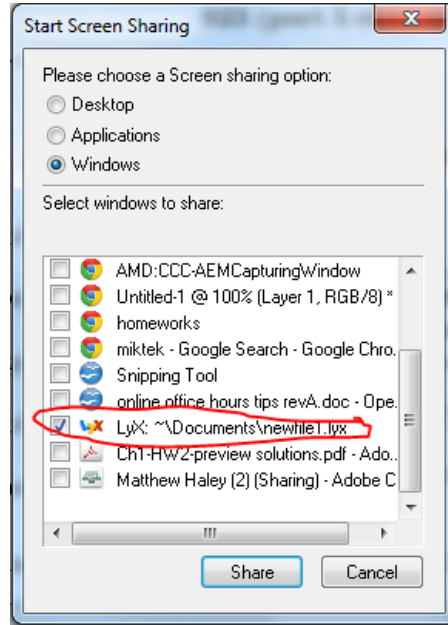 Start Screen Sharing
Please choose a Screen sharing option:
Desktop
Applications
Windows
Select windows to share:
AMD:CCC-AEMCapturingWindow
Untitled-1 @ 100% (Layer 1, RGB/8) *
homeworks
miktek - Google Search - Google Chro.
Snipping Tool
online office hours tips revA.doc - Ope.
LyX: ~\Documents\newfile1.lyx
Ch1-HW2-preview solutions.pdf - Ado..
Matthew Haley (2) (Sharing) - Adobe C
Share Cancel